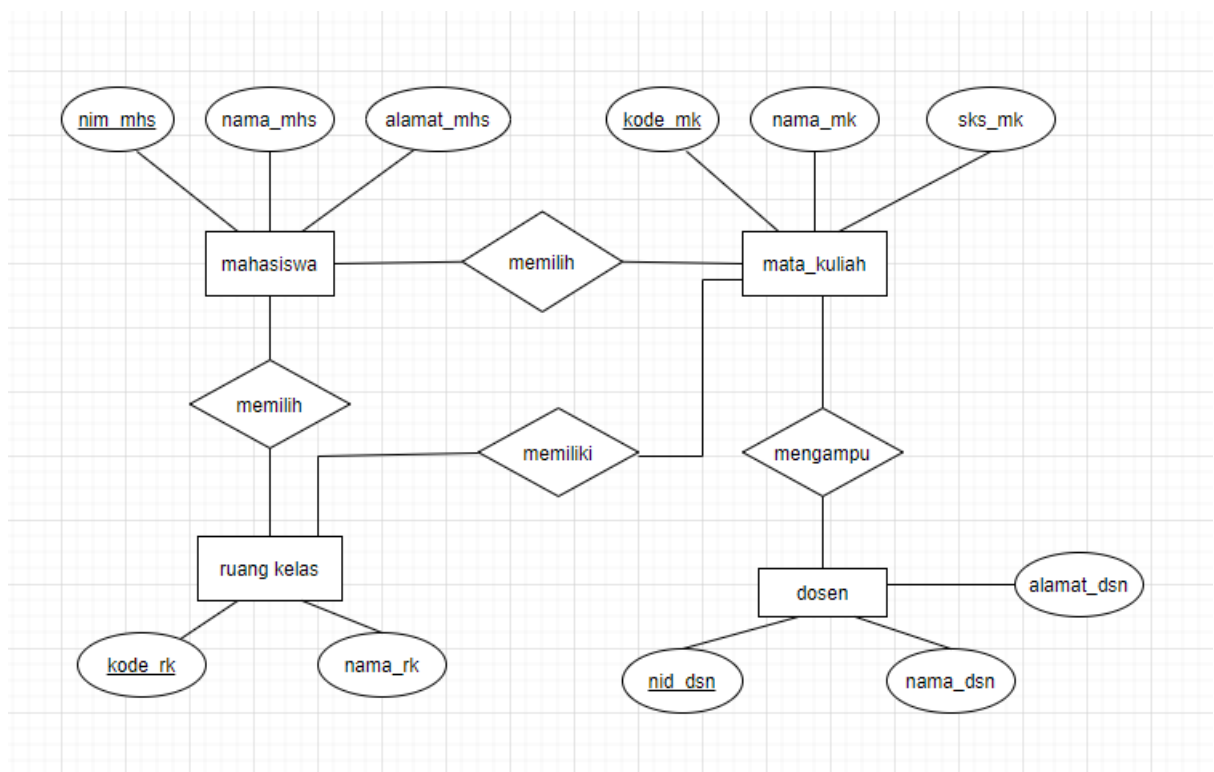 nim_mhs
nama_mhs
alamat_mhs
kode_mk
nama_mk
sks_mk
mahasiswa
memilih
mata_kuliah
memilih
memiliki
mengampu
ruang kelas
dosen
alamat_dsn
kode_rk
nama_rk
nid_dsn
nama_dsn